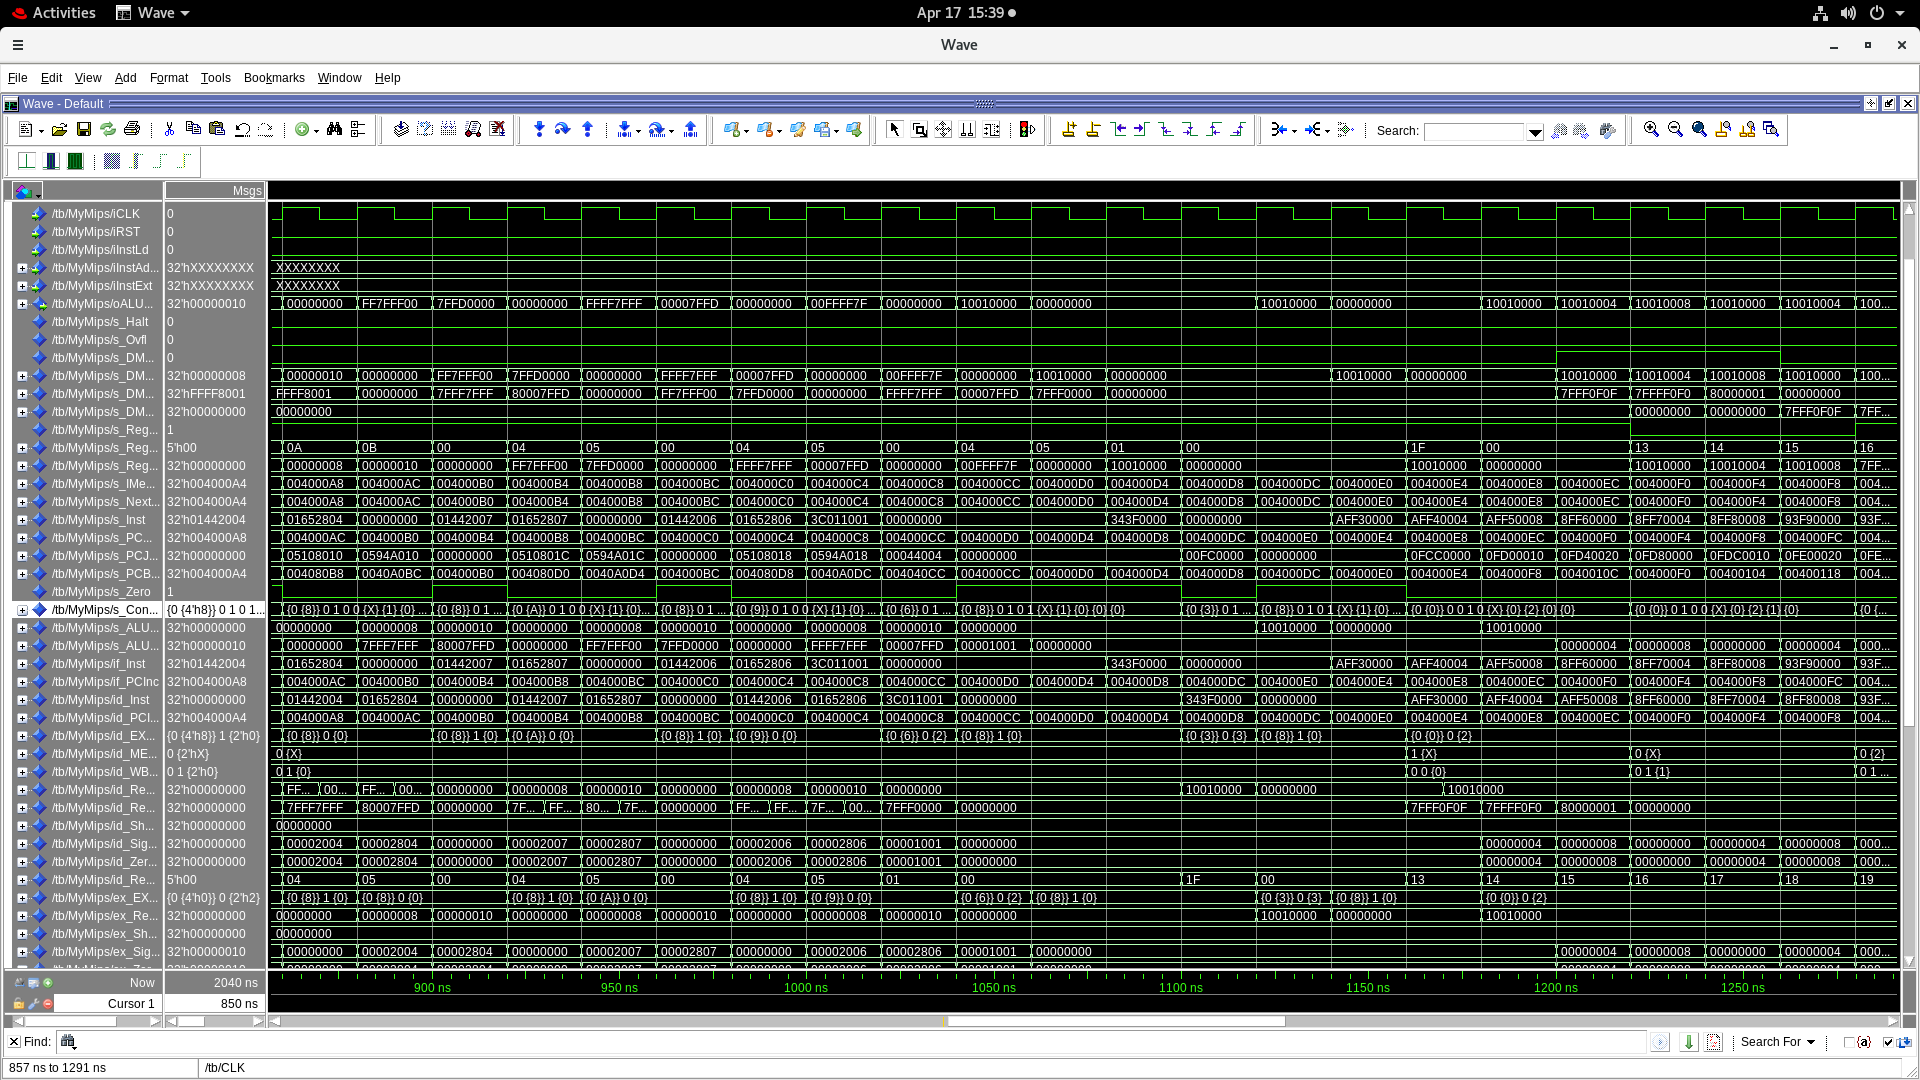 Activities Wave Apr 17 15:39
Wave
File Edit View Add Format Tools Bookmarks Window Help
Wave - Default
Search:
Msgs
/tb/MyMips/iCLK 0
/tb/MyMips/iRST 0
/tb/MyMips/iInstLd 0
/tb/MyMips/iInstAd... 32'hXXXXXXXX XXXXXXXX
/tb/MyMips/iInstExt 32'hXXXXXXXX XXXXXXXX
/tb/MyMips/oALU... 32'h00000010 00000000 FF7FFF00 7FFD0000 00000000 FFFF7FFF 00007FFD 00000000 00FFFF7F 00000000 10010000 00000000 10010000 00000000 10010000 10010004 10010008 10010000 10010004 100...
/tb/MyMips/s_Halt 0
/tb/MyMips/s_Ovfl 0
/tb/MyMips/s_DM... 0
/tb/MyMips/s_DM... 32'h00000008 00000010 00000000 FF7FFF00 7FFD0000 00000000 FFFF7FFF 00007FFD 00000000 00FFFF7F 00000000 10010000 00000000 10010000 00000000 10010000 10010004 10010008 10010000 100...
/tb/MyMips/s_DM... 32'hFFFF8001 FFFF8001 00000000 7FFF7FFF 80007FFD 00000000 FF7FFF00 7FFD0000 00000000 FFFF7FFF 00007FFD 7FFF0000 00000000 7FFF0F0F 7FFFF0F0 80000001 00000000
/tb/MyMips/s_DM... 32'h00000000 00000000 00000000 00000000 7FFF0F0F 7FF...
/tb/MyMips/s_Reg... 1
/tb/MyMips/s_Reg... 5'h00 0A 0B 00 04 05 00 04 05 00 04 05 01 00 1F 00 13 14 15 16
/tb/MyMips/s_Reg... 32'h00000000 00000008 00000010 00000000 FF7FFF00 7FFD0000 00000000 FFFF7FFF 00007FFD 00000000 00FFFF7F 00000000 10010000 00000000 10010000 00000000 10010000 10010004 10010008 7FF...
/tb/MyMips/s_IMe... 32'h004000A4 004000A8 004000AC 004000B0 004000B4 004000B8 004000BC 004000C0 004000C4 004000C8 004000CC 004000D0 004000D4 004000D8 004000DC 004000E0 004000E4 004000E8 004000EC 004000F0 004000F4 004000F8 004...
/tb/MyMips/s_Next... 32'h004000A4 004000A8 004000AC 004000B0 004000B4 004000B8 004000BC 004000C0 004000C4 004000C8 004000CC 004000D0 004000D4 004000D8 004000DC 004000E0 004000E4 004000E8 004000EC 004000F0 004000F4 004000F8 004...
/tb/MyMips/s_Inst 32'h01442004 01652804 00000000 01442007 01652807 00000000 01442006 01652806 3C011001 00000000 343F0000 00000000 AFF30000 AFF40004 AFF50008 8FF60000 8FF70004 8FF80008 93F90000 93F...
/tb/MyMips/s_PC... 32'h004000A8 004000AC 004000B0 004000B4 004000B8 004000BC 004000C0 004000C4 004000C8 004000CC 004000D0 004000D4 004000D8 004000DC 004000E0 004000E4 004000E8 004000EC 004000F0 004000F4 004000F8 004000FC 004...
/tb/MyMips/s_PCJ... 32'h00000000 05108010 0594A010 00000000 0510801C 0594A01C 00000000 05108018 0594A018 00044004 00000000 00FC0000 00000000 0FCC0000 0FD00010 0FD40020 0FD80000 0FDC0010 0FE00020 0FE...
/tb/MyMips/s_PCB... 32'h004000A4 004080B8 0040A0BC 004000B0 004080D0 0040A0D4 004000BC 004080D8 0040A0DC 004040CC 004000CC 004000D0 004000D4 004000D8 004000DC 004000E0 004000E4 004000F8 0040010C 004000F0 00400104 00400118 004...
/tb/MyMips/s_Zero 1
/tb/MyMips/s_Con... {0 {4'h8}} 0 1 0 1... {0 {8}} 0 1 0 0 {X} {1} {0} ... {0 {8}} 0 1 ... {0 {A}} 0 1 0 0 {X} {1} {0}... {0 {8}} 0 1 ... {0 {9}} 0 1 0 0 {X} {1} {0} ... {0 {6}} 0 1 ... {0 {8}} 0 1 0 1 {X} {1} {0} {0} {0} {0 {3}} 0 1 ... {0 {8}} 0 1 0 1 {X} {1} {0} ... {0 {0}} 0 0 1 0 {X} {0} {2} {0} {0} {0 {0}} 0 1 0 0 {X} {0} {2} {1} {0} {0 {...
/tb/MyMips/s_ALU... 32'h00000000 00000000 00000008 00000010 00000000 00000008 00000010 00000000 00000008 00000010 00000000 10010000 00000000 10010000
/tb/MyMips/s_ALU... 32'h00000010 00000000 7FFF7FFF 80007FFD 00000000 FF7FFF00 7FFD0000 00000000 FFFF7FFF 00007FFD 00001001 00000000 00000004 00000008 00000000 00000004 000...
/tb/MyMips/if_Inst 32'h01442004 01652804 00000000 01442007 01652807 00000000 01442006 01652806 3C011001 00000000 343F0000 00000000 AFF30000 AFF40004 AFF50008 8FF60000 8FF70004 8FF80008 93F90000 93F...
/tb/MyMips/if_PCInc 32'h004000A8 004000AC 004000B0 004000B4 004000B8 004000BC 004000C0 004000C4 004000C8 004000CC 004000D0 004000D4 004000D8 004000DC 004000E0 004000E4 004000E8 004000EC 004000F0 004000F4 004000F8 004000FC 004...
/tb/MyMips/id_Inst 32'h00000000 01442004 01652804 00000000 01442007 01652807 00000000 01442006 01652806 3C011001 00000000 343F0000 00000000 AFF30000 AFF40004 AFF50008 8FF60000 8FF70004 8FF80008 93F...
/tb/MyMips/id_PCI... 32'h004000A4 004000A8 004000AC 004000B0 004000B4 004000B8 004000BC 004000C0 004000C4 004000C8 004000CC 004000D0 004000D4 004000D8 004000DC 004000E0 004000E4 004000E8 004000EC 004000F0 004000F4 004000F8 004...
/tb/MyMips/id_EX... {0 {4'h8}} 1 {2'h0} {0 {8}} 0 {0} {0 {8}} 1 {0} {0 {A}} 0 {0} {0 {8}} 1 {0} {0 {9}} 0 {0} {0 {6}} 0 {2} {0 {8}} 1 {0} {0 {3}} 0 {3} {0 {8}} 1 {0} {0 {0}} 0 {2}
/tb/MyMips/id_ME... 0 {2'hX} 0 {X} 1 {X} 0 {X} 0 {2}
/tb/MyMips/id_WB... 0 1 {2'h0} 0 1 {0} 0 0 {0} 0 1 {1} 0 1 ...
/tb/MyMips/id_Re... 32'h00000000 FF... 00... FF... 00... 00000000 00000008 00000010 00000000 00000008 00000010 00000000 10010000 00000000 10010000
/tb/MyMips/id_Re... 32'h00000000 7FFF7FFF 80007FFD 00000000 7F... FF... 80... 7F... 00000000 FF... FF... 7F... 00... 7FFF0000 00000000 7FFF0F0F 7FFFF0F0 80000001 00000000
/tb/MyMips/id_Sh... 32'h00000000 00000000
/tb/MyMips/id_Sig... 32'h00000000 00002004 00002804 00000000 00002007 00002807 00000000 00002006 00002806 00001001 00000000 00000004 00000008 00000000 00000004 00000008 000...
/tb/MyMips/id_Zer... 32'h00000000 00002004 00002804 00000000 00002007 00002807 00000000 00002006 00002806 00001001 00000000 00000004 00000008 00000000 00000004 00000008 000...
/tb/MyMips/id_Re... 5'h00 04 05 00 04 05 00 04 05 01 00 1F 00 13 14 15 16 17 18 19
/tb/MyMips/ex_EX... {0 {4'h0}} 0 {2'h2} {0 {8}} 1 {0} {0 {8}} 0 {0} {0 {8}} 1 {0} {0 {A}} 0 {0} {0 {8}} 1 {0} {0 {9}} 0 {0} {0 {6}} 0 {2} {0 {8}} 1 {0} {0 {3}} 0 {3} {0 {8}} 1 {0} {0 {0}} 0 {2}
/tb/MyMips/ex_Re... 32'h00000000 00000000 00000008 00000010 00000000 00000008 00000010 00000000 00000008 00000010 00000000 10010000 00000000 10010000
/tb/MyMips/ex_Sh... 32'h00000000 00000000
/tb/MyMips/ex_Sig... 32'h00000010 00000000 00002004 00002804 00000000 00002007 00002807 00000000 00002006 00002806 00001001 00000000 00000004 00000008 00000000 00000004 000...
Now 2040 ns 900 ns 950 ns 1000 ns 1050 ns 1100 ns 1150 ns 1200 ns 1250 ns
Cursor 1 850 ns
Find: Search For {a}
857 ns to 1291 ns /tb/CLK